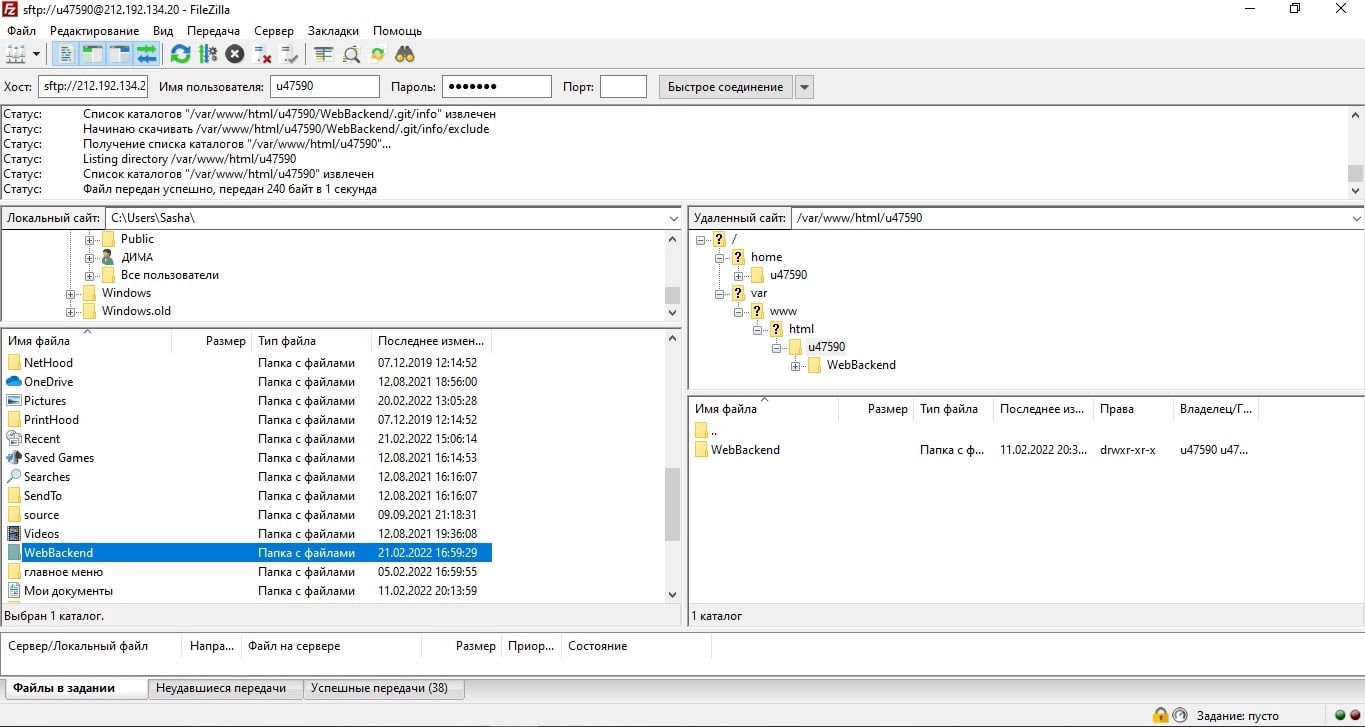 sftp://u47590@212.192.134.20 - FileZilla
Файл Редактирование Вид Передача Сервер Закладки Помощь
Хост: sftp://212.192.134.2 Имя пользователя: u47590 Пароль: ●●●●●●● Порт: Быстрое соединение
Статус: Список каталогов "/var/www/html/u47590/WebBackend/.git/info" извлечен
Статус: Начинаю скачивать /var/www/html/u47590/WebBackend/.git/info/exclude
Статус: Получение списка каталогов "/var/www/html/u47590"...
Статус: Listing directory /var/www/html/u47590
Статус: Список каталогов "/var/www/html/u47590" извлечен
Статус: Файл передан успешно, передан 240 байт в 1 секунда
Локальный сайт: C:\Users\Sasha\
Public
ДИМА
Все пользователи
Windows
Windows.old
Имя файла Размер Тип файла Последнее измен...
NetHood Папка с файлами 07.12.2019 12:14:52
OneDrive Папка с файлами 12.08.2021 18:56:00
Pictures Папка с файлами 20.02.2022 13:05:28
PrintHood Папка с файлами 07.12.2019 12:14:52
Recent Папка с файлами 21.02.2022 15:06:14
Saved Games Папка с файлами 12.08.2021 16:14:53
Searches Папка с файлами 12.08.2021 16:16:07
SendTo Папка с файлами 12.08.2021 16:16:07
source Папка с файлами 09.09.2021 21:18:31
Videos Папка с файлами 12.08.2021 19:36:08
WebBackend Папка с файлами 21.02.2022 16:59:29
главное меню Папка с файлами 05.02.2022 16:59:55
Мои документы Папка с файлами 11.02.2022 20:13:59
Выбран 1 каталог.
Удаленный сайт: /var/www/html/u47590
/
home
u47590
var
www
html
u47590
WebBackend
Имя файла Размер Тип файла Последнее из... Права Владелец/Г...
..
WebBackend Папка с ф... 11.02.2022 20:3... drwxr-xr-x u47590 u47...
1 каталог
Сервер/Локальный файл Напра... Файл на сервере Размер Приор... Состояние
Файлы в задании Неудавшиеся передачи Успешные передачи (38)
Задание: пусто